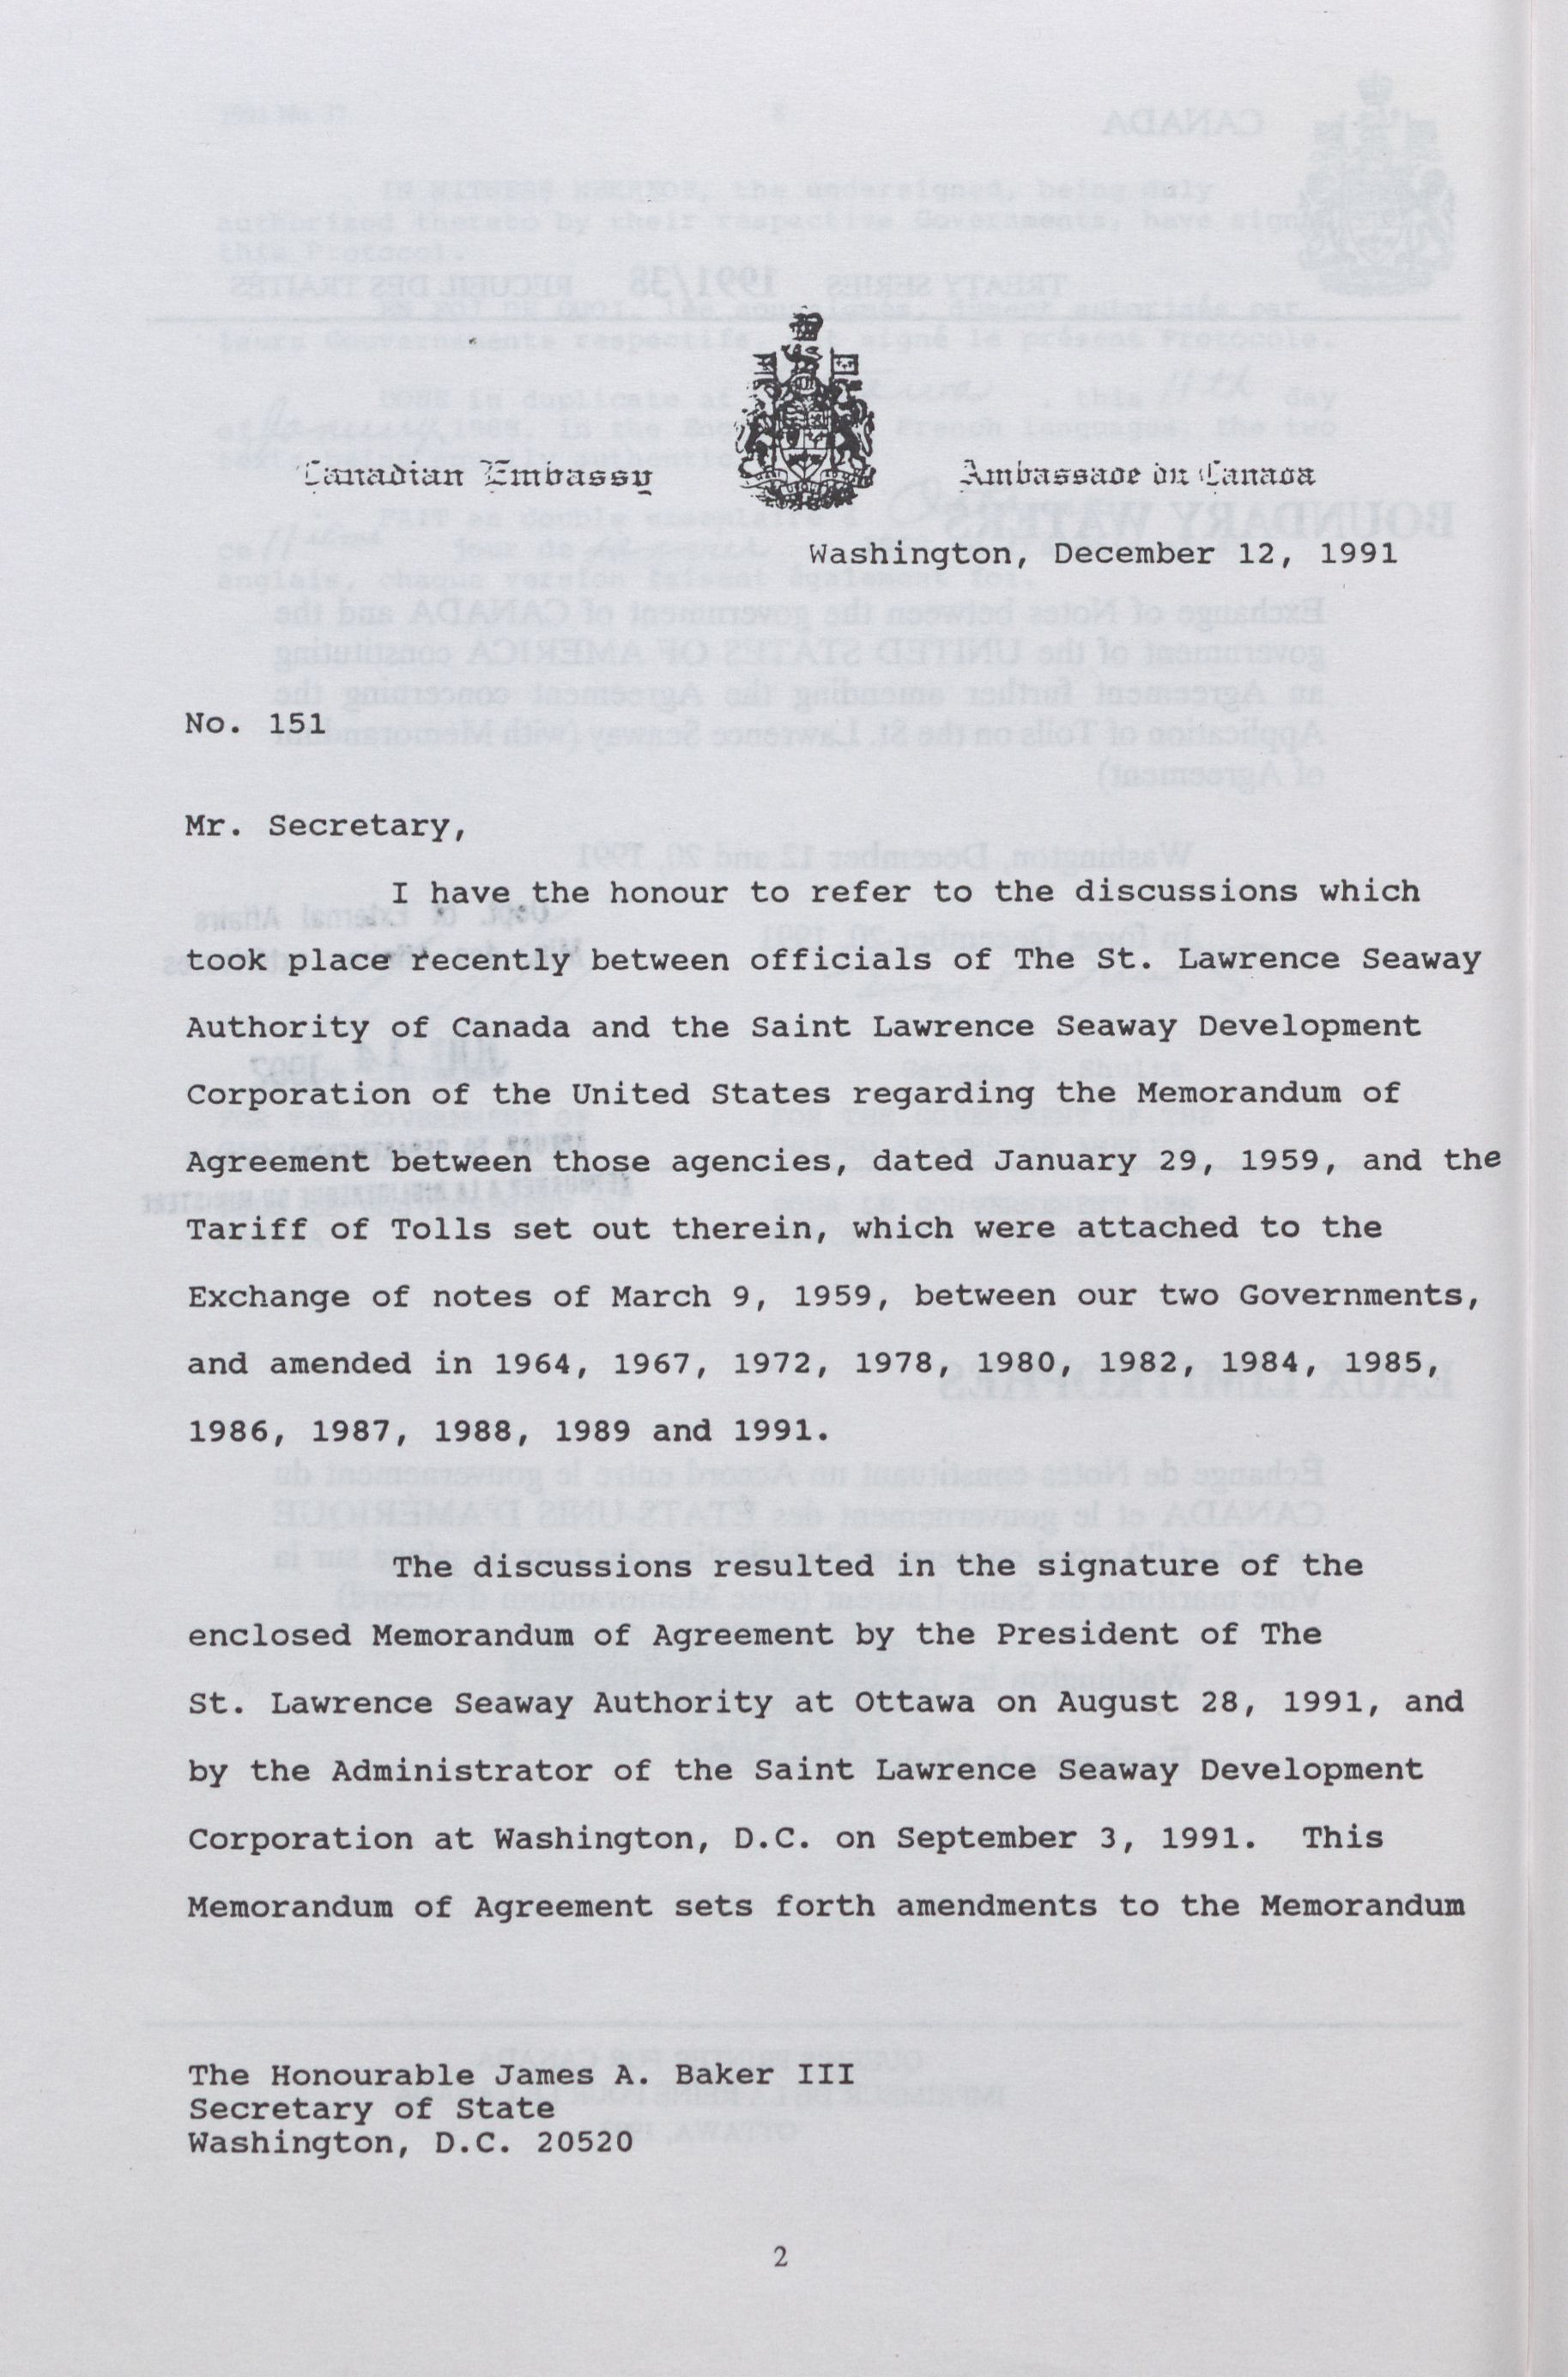 Canadian Embassy
Ambassade du Canada
Washington, December 12, 1991
No. 151
Mr. Secretary,
I have the honour to refer to the discussions which
took place recently between officials of The St. Lawrence Seaway
Authority of Canada and the Saint Lawrence Seaway Development
Corporation of the United States regarding the Memorandum of
Agreement between those agencies, dated January 29, 1959, and the
Tariff of Tolls set out therein, which were attached to the
Exchange of notes of March 9, 1959, between our two Governments,
and amended in 1964, 1967, 1972, 1978, 1980, 1982, 1984, 1985,
1986, 1987, 1988, 1989 and 1991.
The discussions resulted in the signature of the
enclosed Memorandum of Agreement by the President of The
St. Lawrence Seaway Authority at Ottawa on August 28, 1991, and
by the Administrator of the Saint Lawrence Seaway Development
Corporation at Washington, D.C. on September 3, 1991. This
Memorandum of Agreement sets forth amendments to the Memorandum
The Honourable James A. Baker III
Secretary of State
Washington, D.C. 20520
2